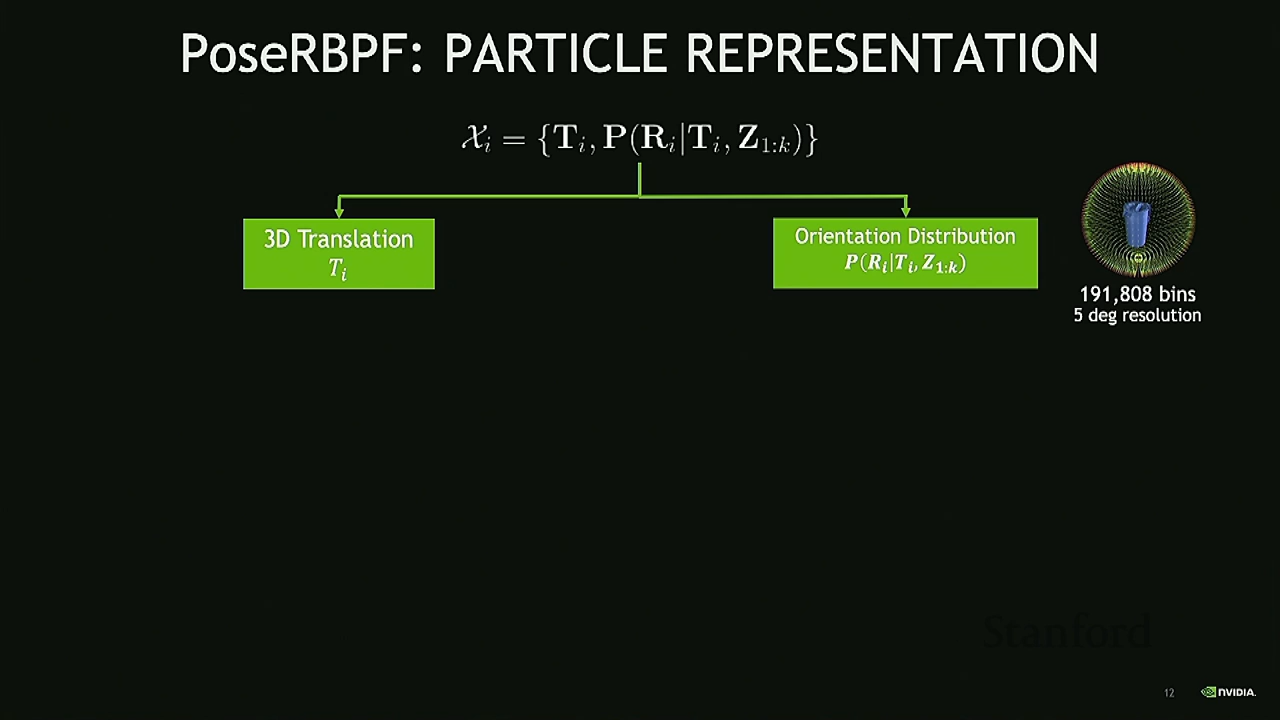 PoseRBPF: PARTICLE REPRESENTATION
𝒳ᵢ = {Tᵢ, P(Rᵢ|Tᵢ, Z₁:ₖ)}
3D Translation
Tᵢ
Orientation Distribution
P(Rᵢ|Tᵢ, Z₁:ₖ)
191,808 bins
5 deg resolution
Stanford
12
NVIDIA.